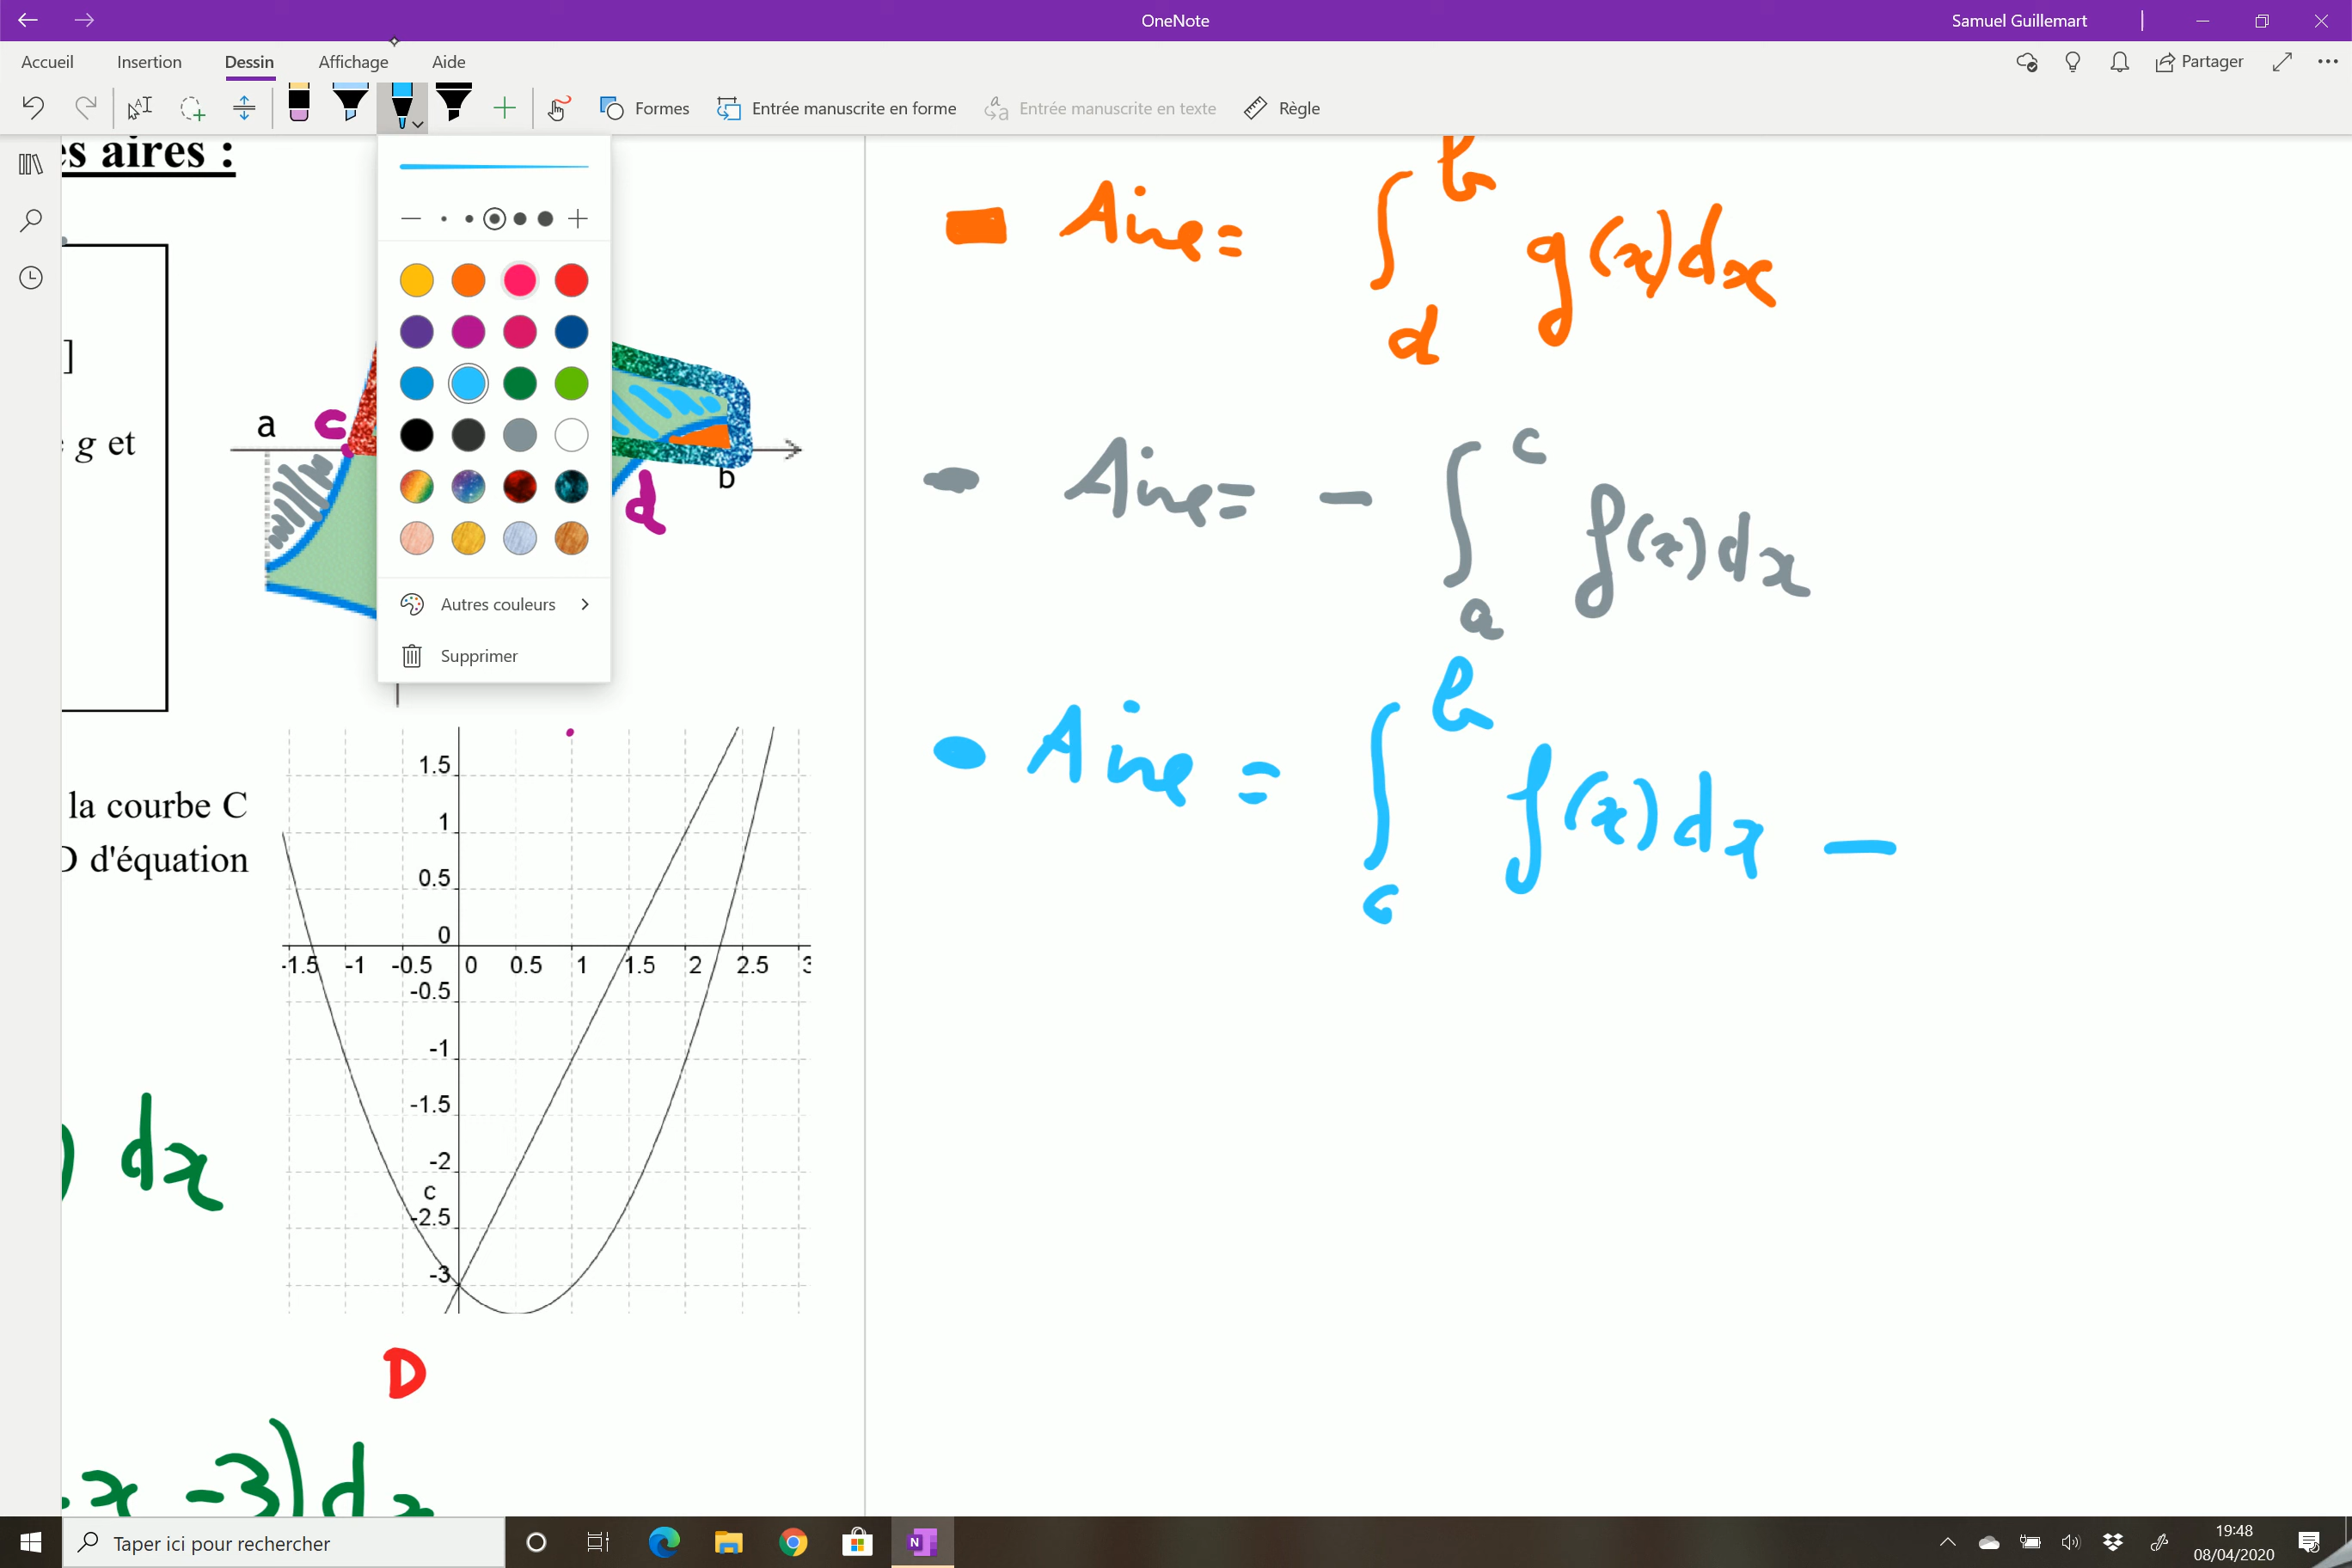 OneNote
Samuel Guillemart
Accueil Insertion Dessin Affichage Aide
Partager
Formes Entrée manuscrite en forme Entrée manuscrite en texte Règle
s aires :
]
g et
a c
b
d
Autres couleurs
Supprimer
la courbe C
D d'équation
1.5
1
0.5
0
-1.5 -1 -0.5 0 0.5 1 1.5 2 2.5 3
-0.5
-1
-1.5
-2
c
-2.5
-3
) dx
D
x -3) dx
Aire = ∫ d b g(x)dx
- Aire = - ∫ a c f(x)dx
- Aire = ∫ c b f(x)dx -
Taper ici pour rechercher
19:48
08/04/2020